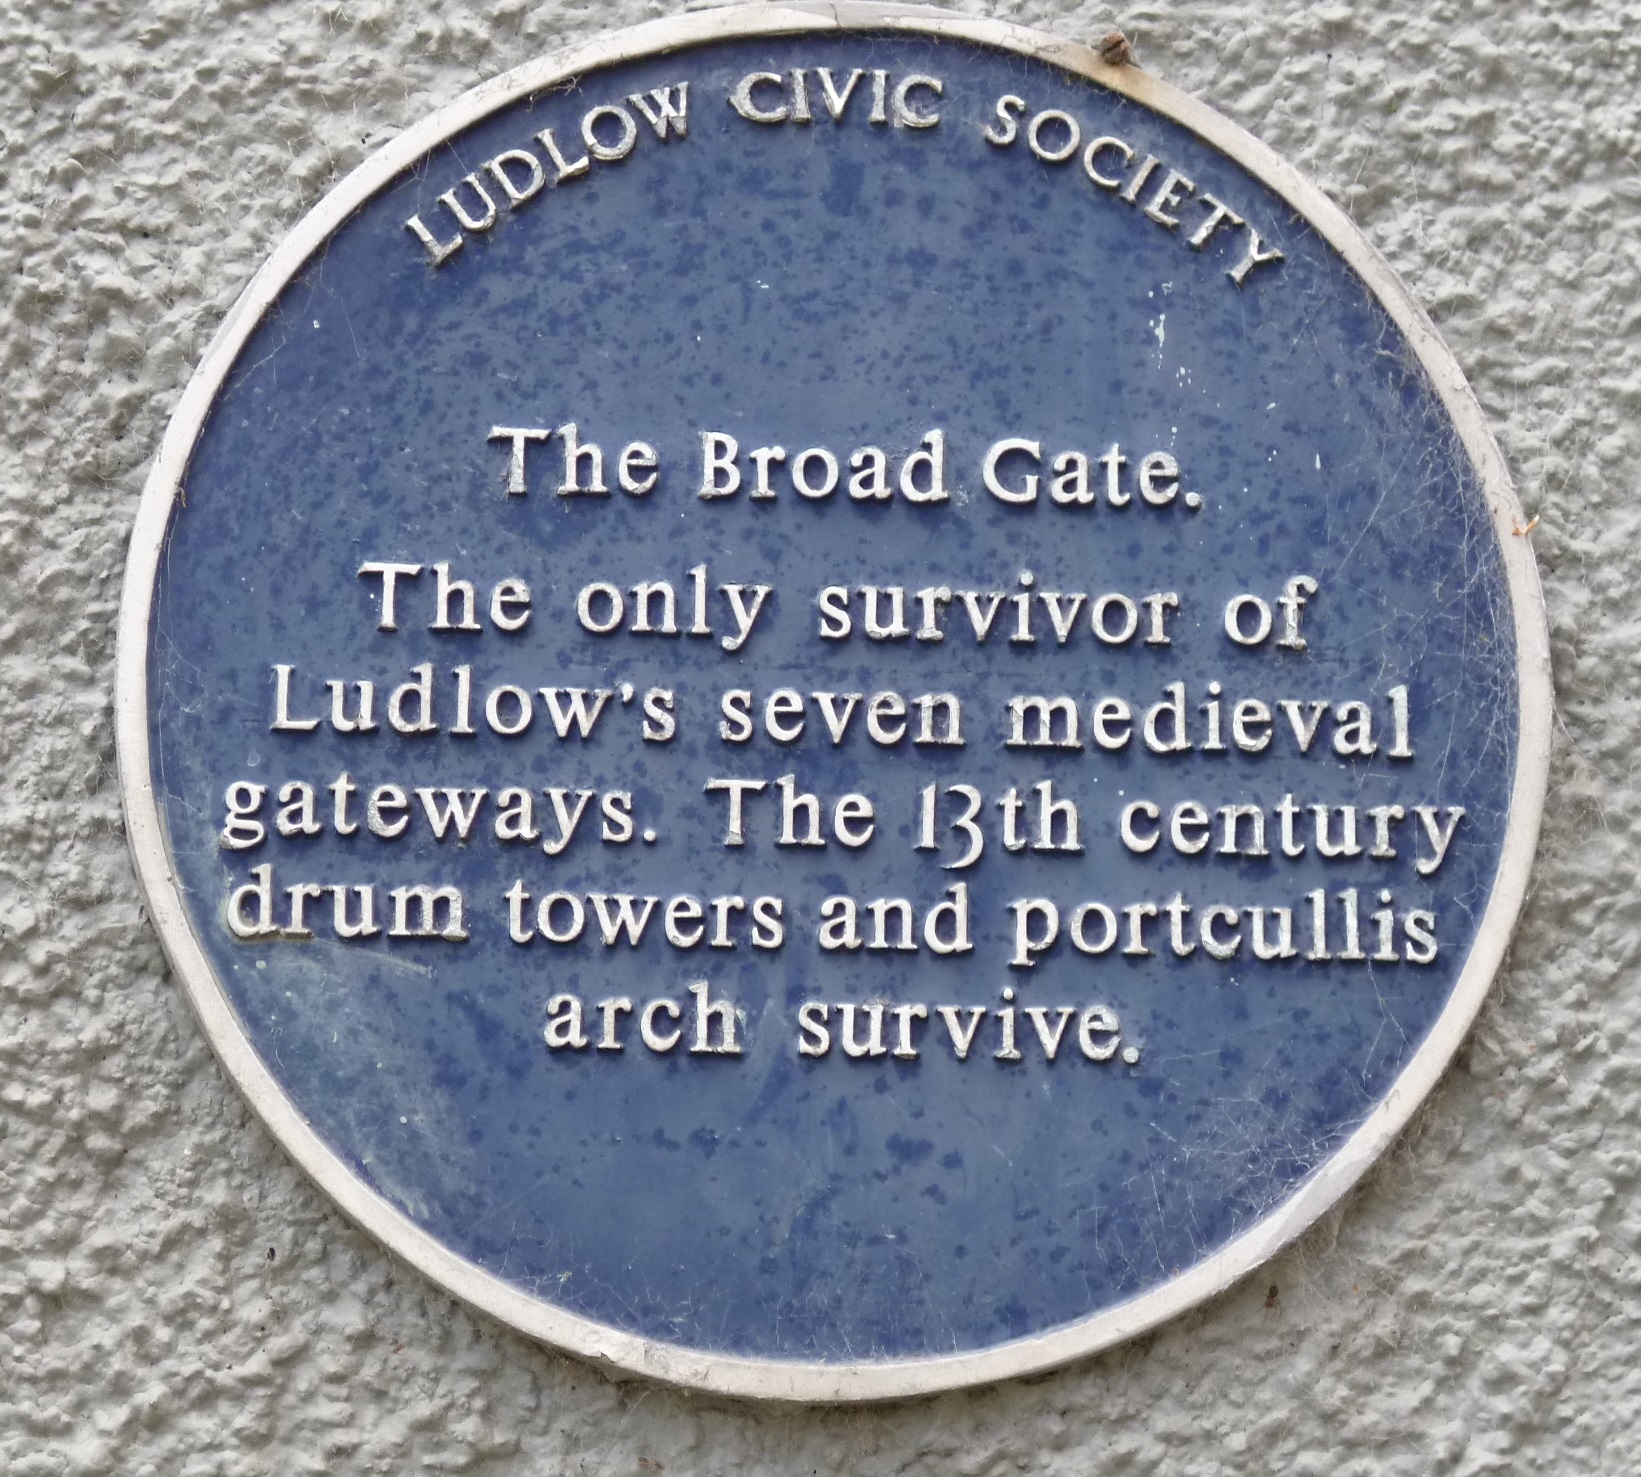 LUDLOW CIVIC SOCIETY
The Broad Gate.
The only survivor of
Ludlow's seven medieval
gateways. The 13th century
drum towers and portcullis
arch survive.